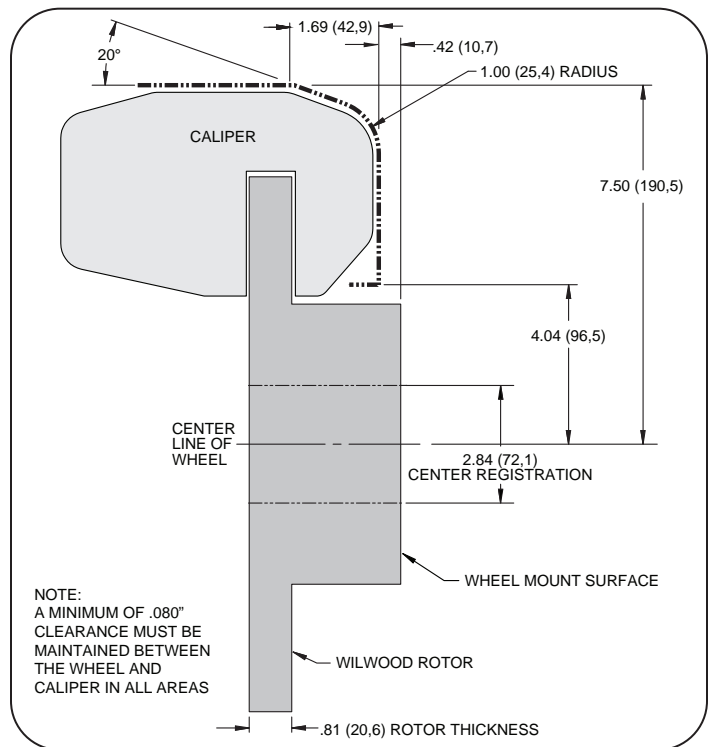 1.69 (42,9)
.42 (10,7)
20°
1.00 (25,4) RADIUS
CALIPER
7.50 (190,5)
4.04 (96,5)
CENTER
LINE OF
WHEEL
2.84 (72,1)
CENTER REGISTRATION
WHEEL MOUNT SURFACE
NOTE:
A MINIMUM OF .080”
CLEARANCE MUST BE
MAINTAINED BETWEEN
THE WHEEL AND
CALIPER IN ALL AREAS
WILWOOD ROTOR
.81 (20,6) ROTOR THICKNESS